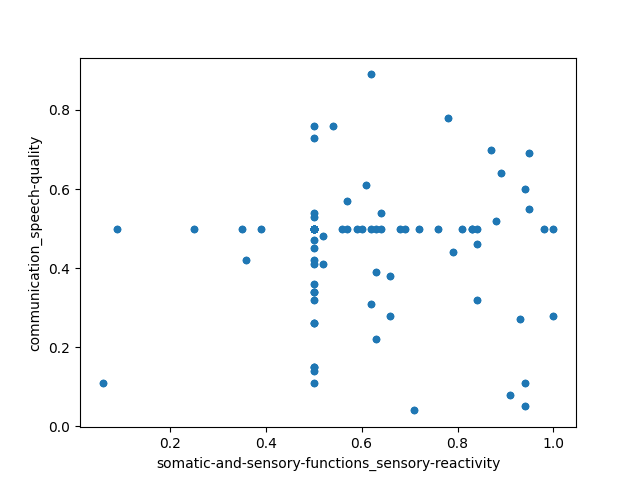 0.8
0.6
0.4
0.2
0.0
communication_speech-quality
0.2 0.4 0.6 0.8 1.0
somatic-and-sensory-functions_sensory-reactivity